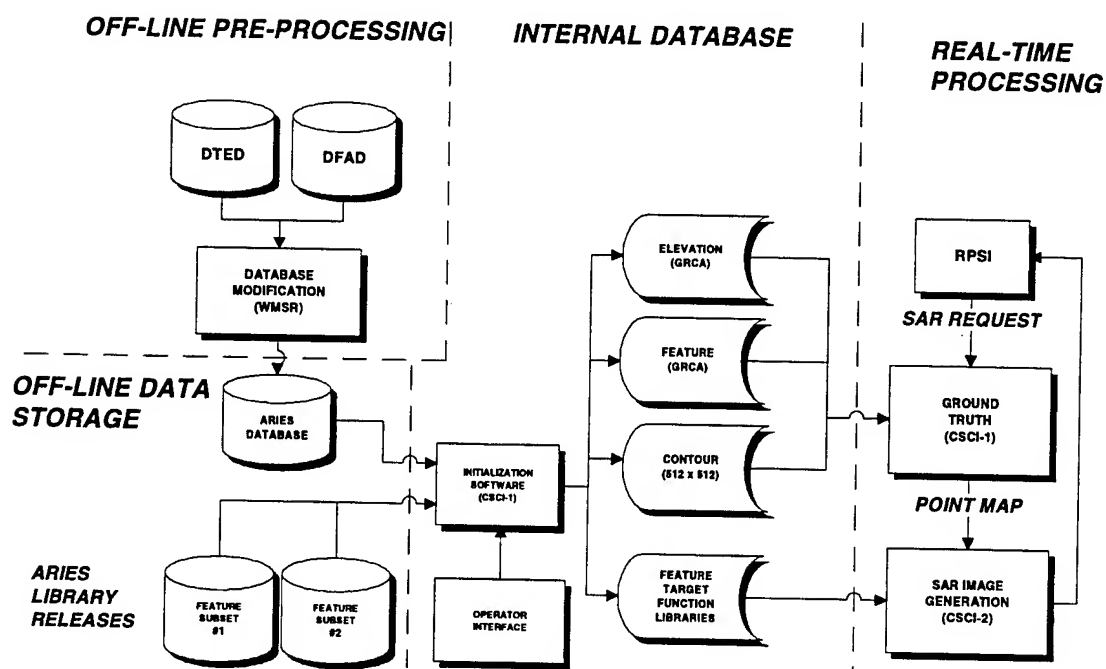 OFF-LINE PRE-PROCESSING
INTERNAL DATABASE
REAL-TIME
PROCESSING
DTED
DFAD
DATABASE
MODIFICATION
(WMSR)
ELEVATION
(GRCA)
RPSI
SAR REQUEST
FEATURE
(GRCA)
OFF-LINE DATA
STORAGE
ARIES
DATABASE
GROUND
TRUTH
(CSCI-1)
INITIALIZATION
SOFTWARE
(CSCI-1)
CONTOUR
(512 x 512)
POINT MAP
ARIES
LIBRARY
RELEASES
FEATURE
SUBSET
#1
FEATURE
SUBSET
#2
OPERATOR
INTERFACE
FEATURE
TARGET
FUNCTION
LIBRARIES
SAR IMAGE
GENERATION
(CSCI-2)